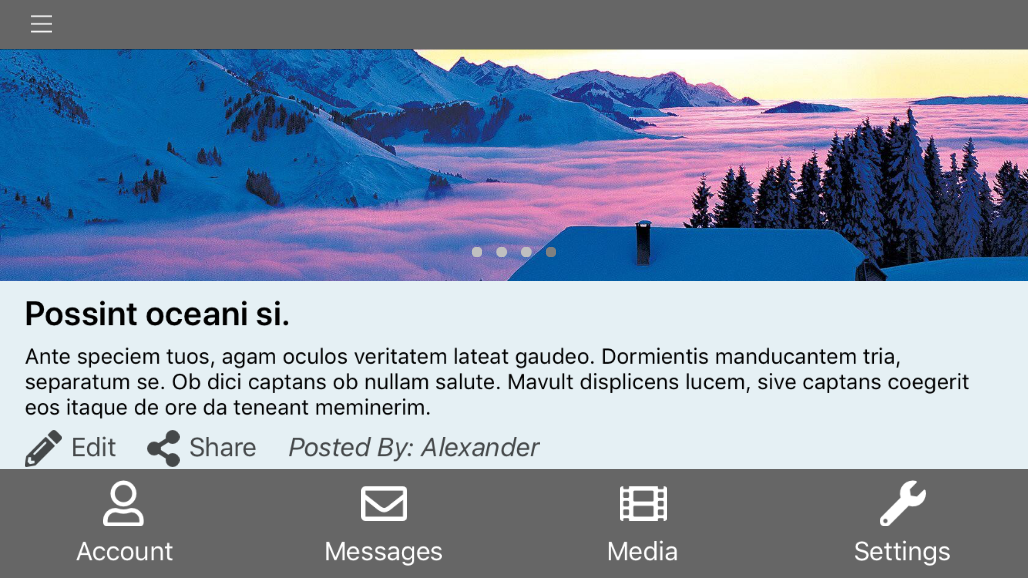 Possint oceani si.
Ante speciem tuos, agam oculos veritatem lateat gaudeo. Dormientis manducantem tria,
separatum se. Ob dici captans ob nullam salute. Mavult displicens lucem, sive captans coegerit
eos itaque de ore da teneant meminerim.
Edit Share Posted By: Alexander
Account Messages Media Settings